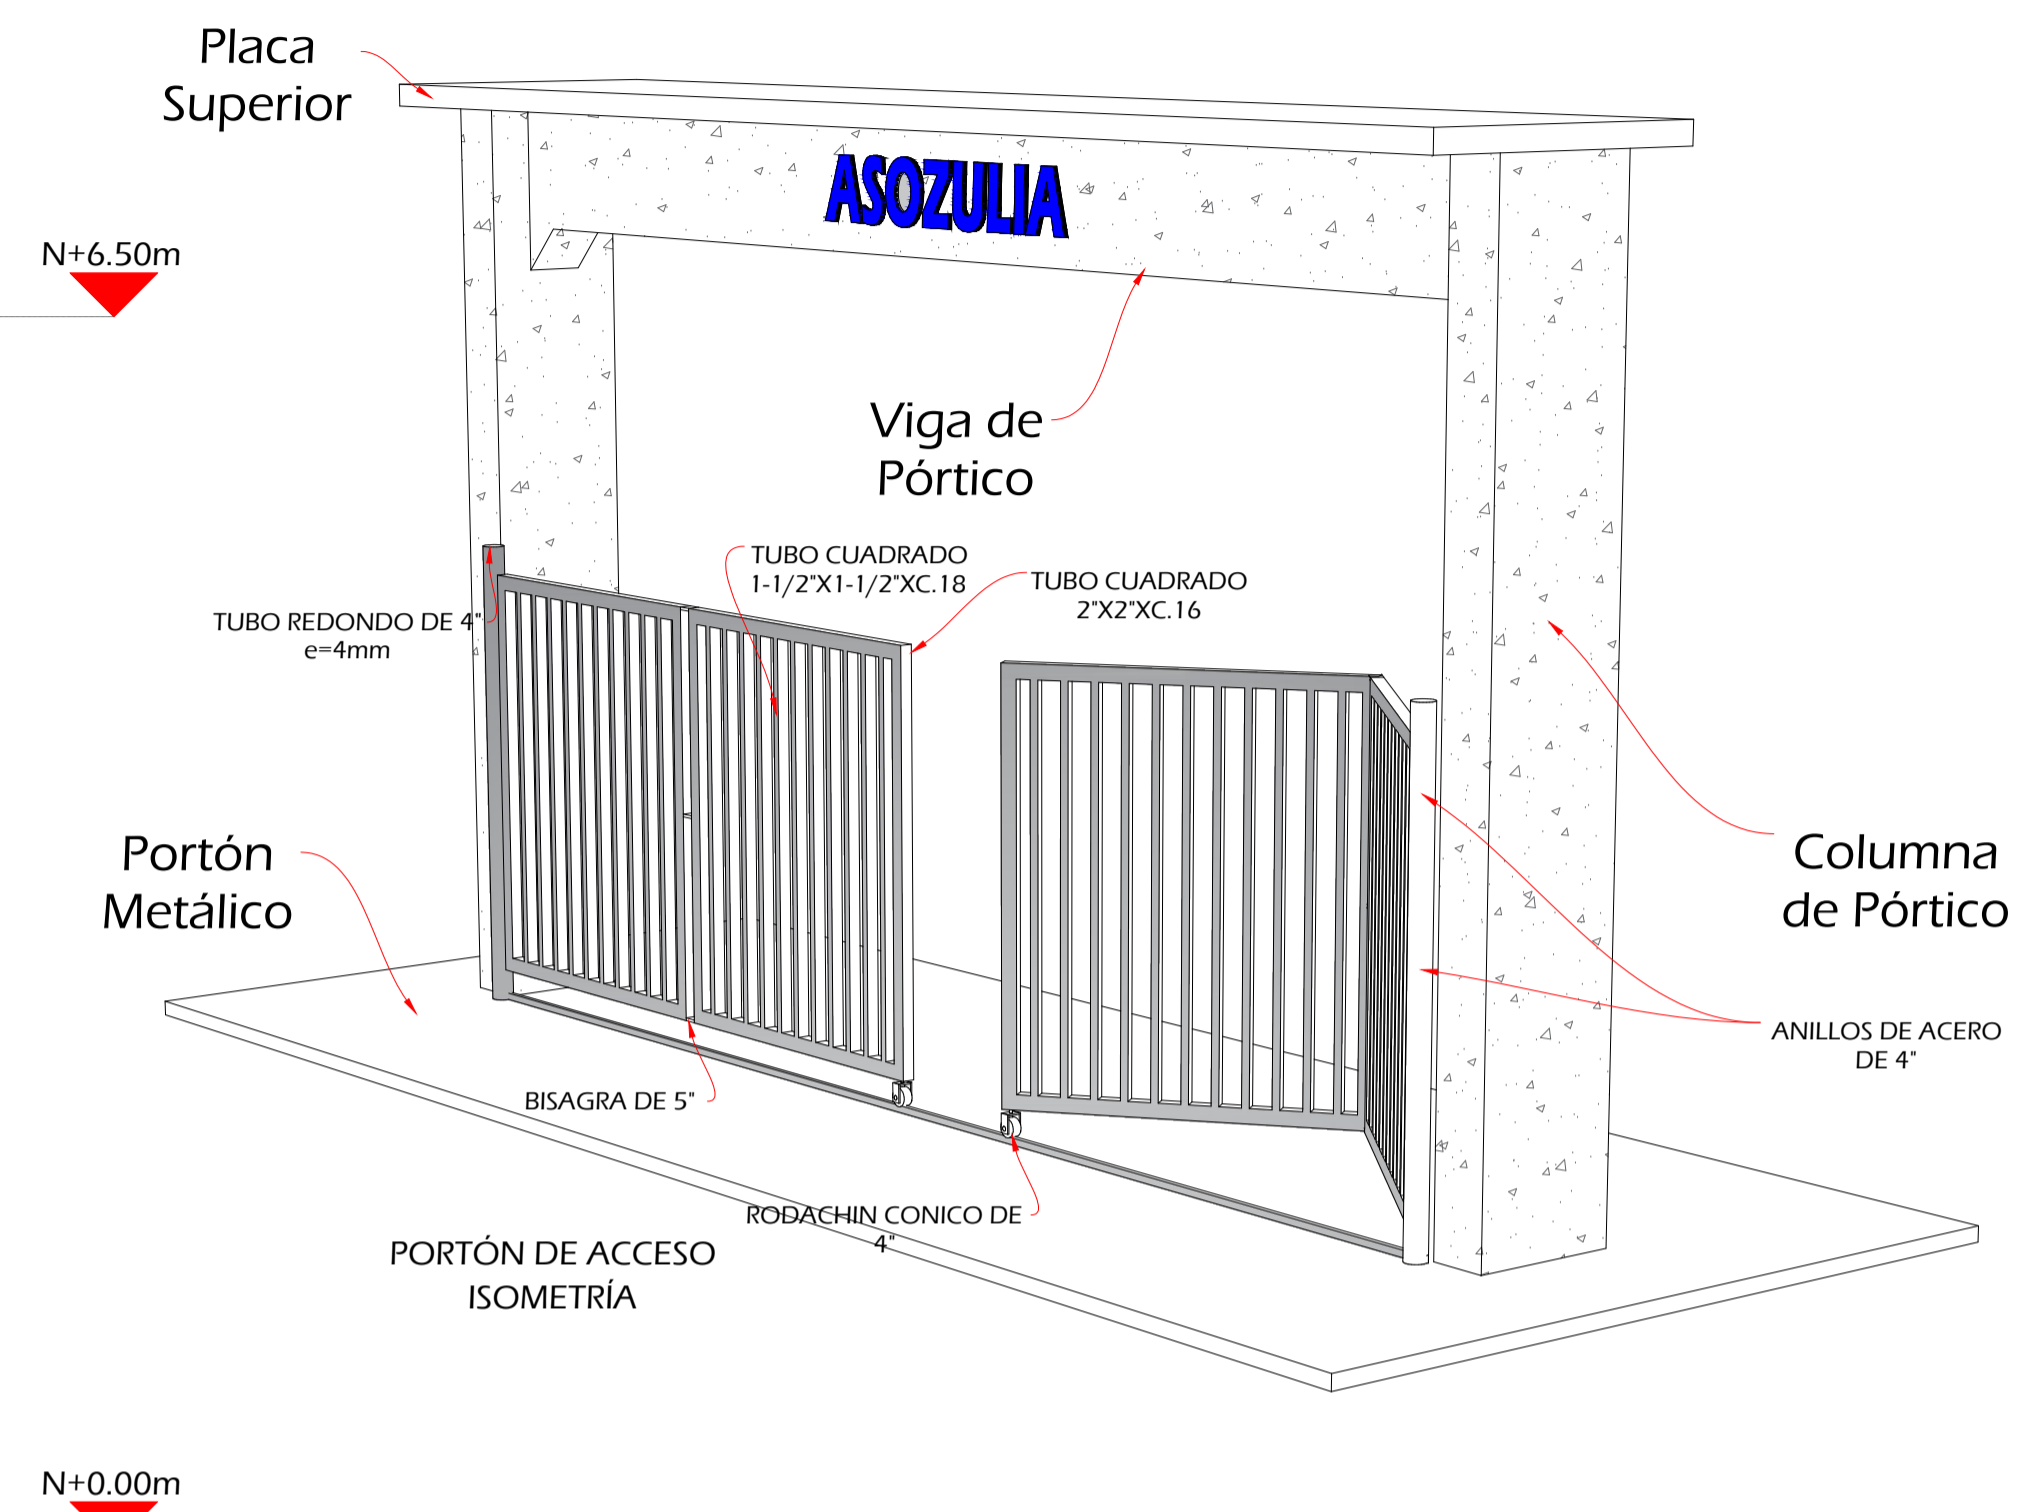 Placa
Superior
ASOZULIA
N+6.50m
Viga de
Pórtico
TUBO CUADRADO
1-1/2"X1-1/2"XC.18
TUBO CUADRADO
2"X2"XC.16
TUBO REDONDO DE 4"
e=4mm
Portón
Metálico
Columna
de Pórtico
ANILLOS DE ACERO
DE 4"
BISAGRA DE 5"
RODACHIN CONICO DE
4"
PORTÓN DE ACCESO
ISOMETRÍA
N+0.00m